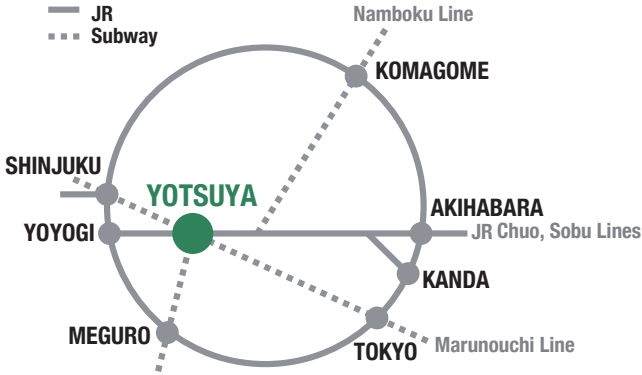 JR
Subway
Namboku Line
KOMAGOME
SHINJUKU
YOTSUYA
AKIHABARA
YOYOGI
JR Chuo, Sobu Lines
KANDA
MEGURO
TOKYO
Marunouchi Line